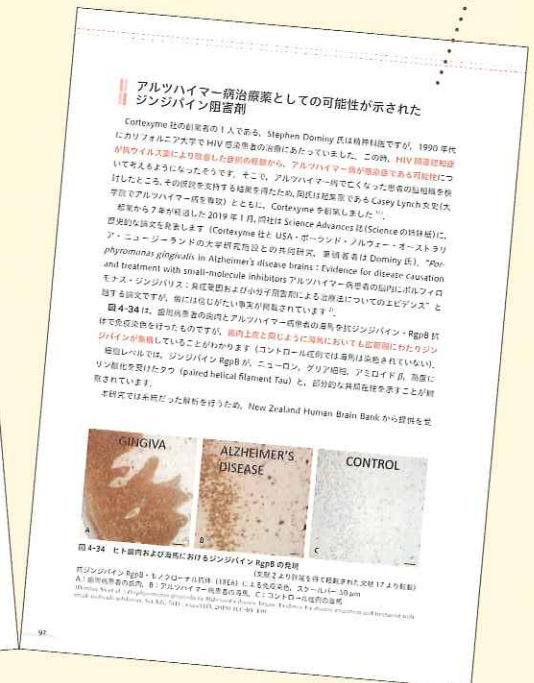 アルツハイマー病治療薬としての可能性が示された
ジンジパイン阻害剤
Cortexyme 社の創業者の 1 人である、Stephen Dominy 氏は精神科医ですが、1990 年代
にカリフォルニア大学で HIV 感染患者の治療にあたっていました。この時、HIV 関連認知症
が抗ウイルス薬により改善した症例の経験から、アルツハイマー病が感染症である可能性につ
いて考えるようになったそうです。そこで、アルツハイマー病で亡くなった患者の脳組織を検
討したところ、その仮説を支持する結果を得たため、同氏は起業家である Casey Lynch 女史(大
学院でアルツハイマー病を専攻)とともに、Cortexyme を創業しました
起業から 7 年が経過した 2019 年 1 月、同社は Science Advances 誌(Science の姉妹紙)に、
歴史的な論文を発表します(Cortexyme 社と USA・ポーランド・ノルウェー・オーストラリ
ア・ニュージーランドの大学研究施設との共同研究、筆頭著者は Dominy 氏)。"Por-
phyromonas gingivalis in Alzheimer's disease brains : Evidence for disease causation
and treatment with small-molecule inhibitors アルツハイマー病患者の脳内にポルフィロ
モナス・ジンジバリス:発症要因および小分子阻害剤による治療法についてのエビデンス" と
題する論文ですが、俄には信じがたい事実が掲載されています
図 4-34 は、歯周病患者の歯肉とアルツハイマー病患者の海馬を抗ジンジパイン・RgpB 抗
体で免疫染色を行ったものですが、歯肉上皮と同じように海馬においても広範囲にわたりジン
ジパインが集積していることがわかります(コントロール症例では海馬は染色されていない)。
細胞レベルでは、ジンジパイン RgpB が、ニューロン、グリア細胞、アミロイド β、高度に
リン酸化を受けたタウ (paired helical filament Tau) と、部分的な共局在性を示すことが観
察されています。
本研究では系統だった解析を行うため、New Zealand Human Brain Bank から提供を受
GINGIVA
ALZHEIMER'S
DISEASE
CONTROL
A
B
C
図 4-34 ヒト歯肉および海馬におけるジンジパイン RgpB の発現
(文献 2 より許諾を得て転載された文献 17 より転載)
抗ジンジパイン RgpB・モノクローナル抗体 (18E6) による免疫染色、スケールバー 50 μm
A:歯周病患者の歯肉、B:アルツハイマー病患者の海馬、C:コントロール症例の海馬
92